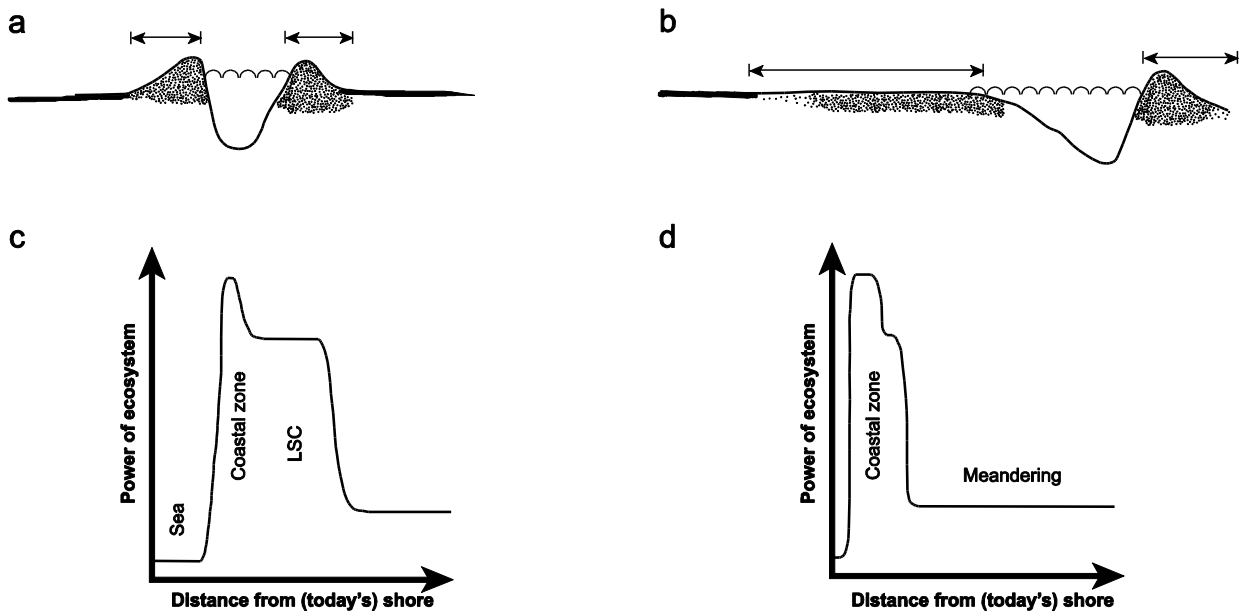 a
b
c
d
Power of ecosystem
Sea
Coastal zone
LSC
Distance from (today's) shore
Power of ecosystem
Coastal zone
Meandering
Distance from (today's) shore